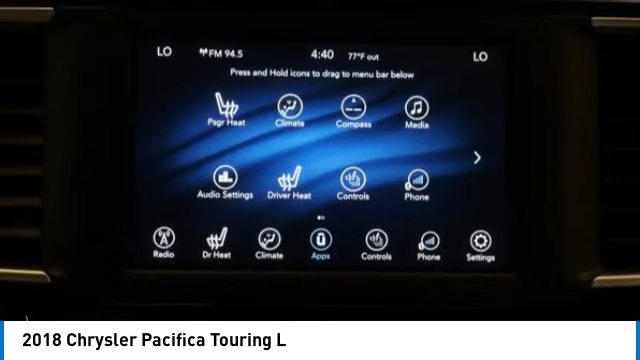 LO FM 94.5 4:40 77°F out LO
Press and Hold icons to drag to menu bar below
Psgr Heat Climate Compass Media
Audio Settings Driver Heat Controls Phone
Radio Dr Heat Climate Apps Controls Phone Settings
2018 Chrysler Pacifica Touring L